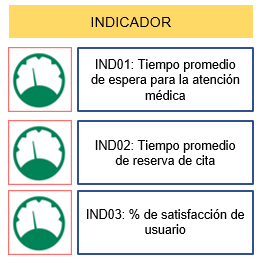 INDICADOR
IND01: Tiempo promedio
de espera para la atención
médica
IND02: Tiempo promedio
de reserva de cita
IND03: % de satisfacción de
usuario